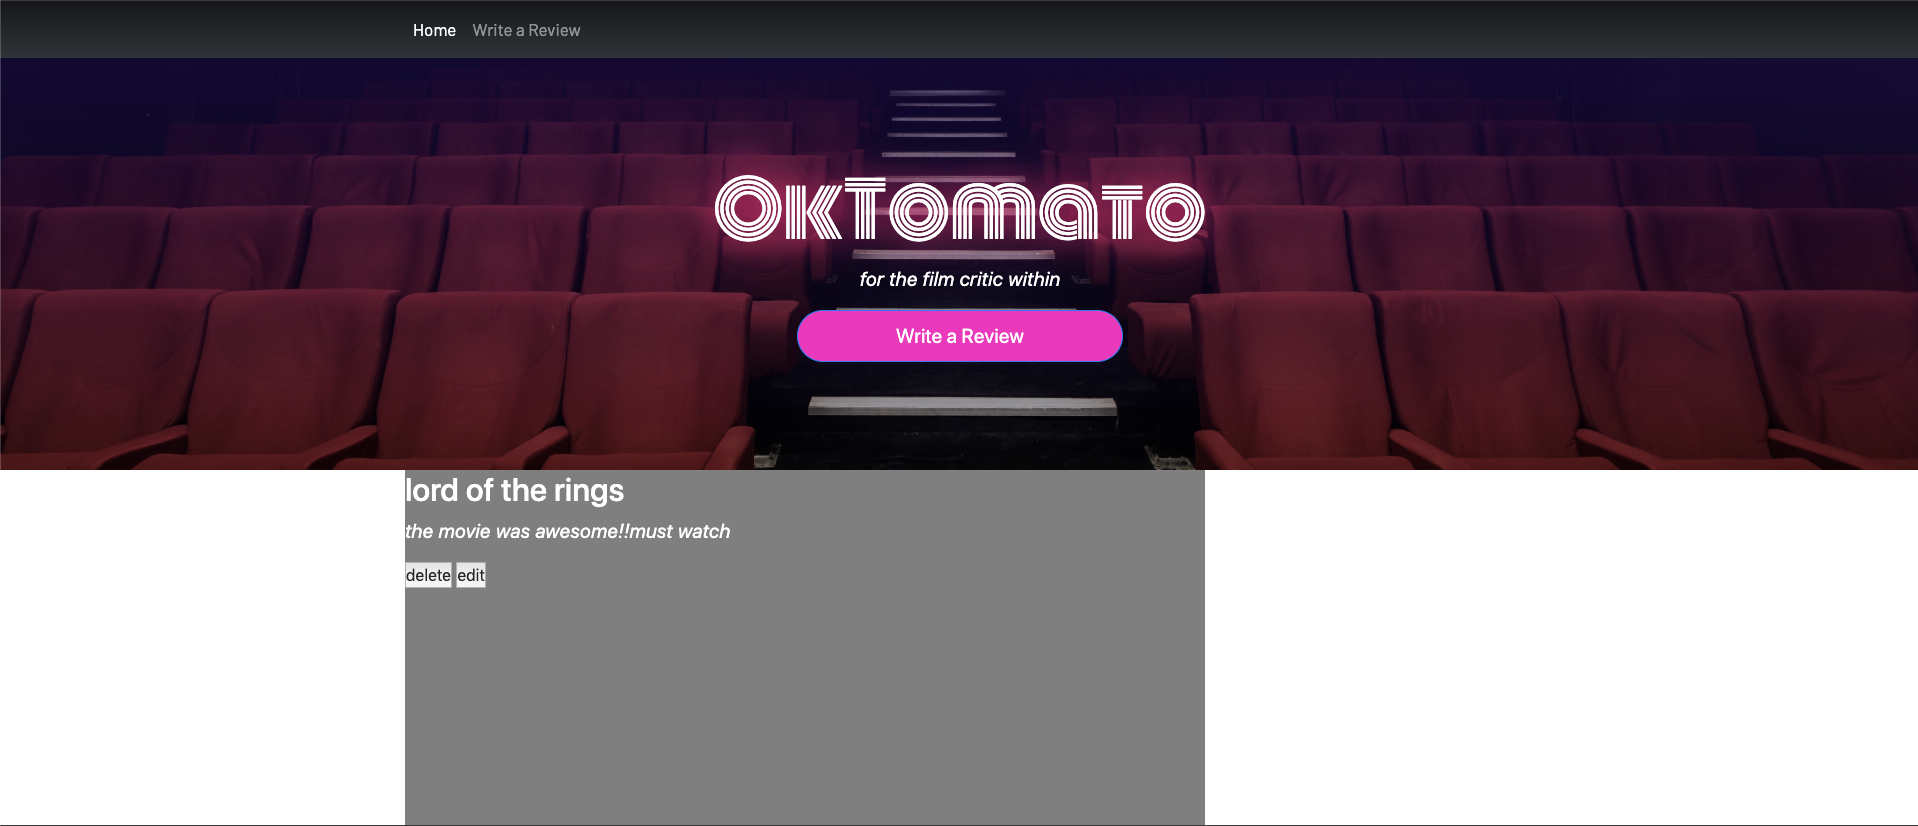 Home Write a Review
OkTomato
for the film critic within
Write a Review
lord of the rings
the movie was awesome!!must watch
delete edit